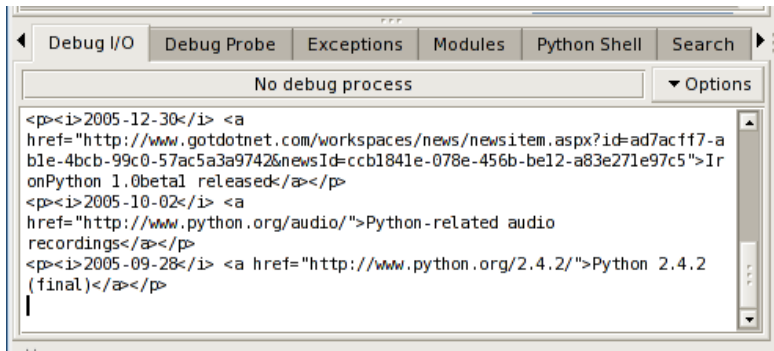 Debug I/O Debug Probe Exceptions Modules Python Shell Search
No debug process Options
<p><i>2005-12-30</i> <a
href="http://www.gotdotnet.com/workspaces/news/newsitem.aspx?id=ad7acff7-a
b1e-4bcb-99c0-57ac5a3a9742&newsId=ccb1841e-078e-456b-be12-a83e271e97c5">Ir
onPython 1.0beta1 released</a></p>
<p><i>2005-10-02</i> <a
href="http://www.python.org/audio/">Python-related audio
recordings</a></p>
<p><i>2005-09-28</i> <a href="http://www.python.org/2.4.2/">Python 2.4.2
(final)</a></p>